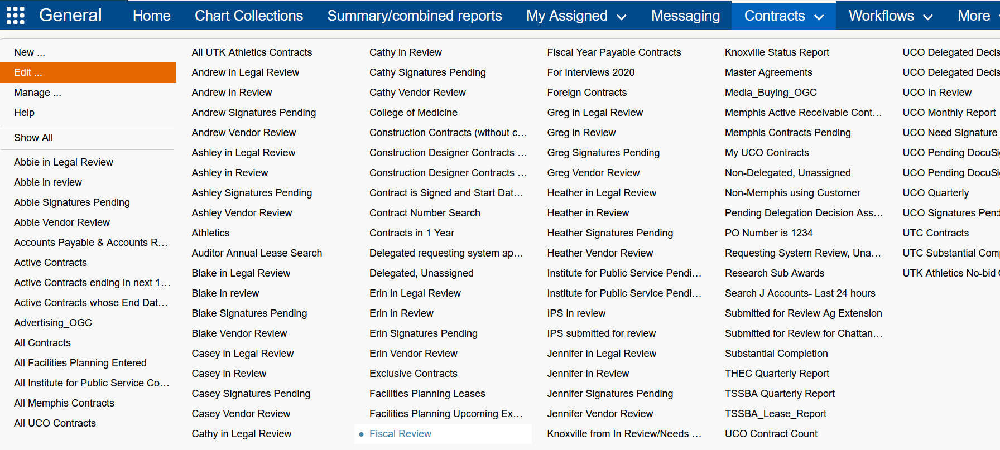 General
Home
Chart Collections
Summary/combined reports
My Assigned
Messaging
Contracts
Workflows
More
New ...
Edit ...
Manage ...
Help
Show All
Abbie in Legal Review
Abbie in review
Abbie Signatures Pending
Abbie Vendor Review
Accounts Payable & Accounts R...
Active Contracts
Active Contracts ending in next 1...
Active Contracts whose End Dat...
Advertising_OGC
All Contracts
All Facilities Planning Entered
All Institute for Public Service Co...
All Memphis Contracts
All UCO Contracts
All UTK Athletics Contracts
Andrew in Legal Review
Andrew in Review
Andrew Signatures Pending
Andrew Vendor Review
Ashley in Legal Review
Ashley in Review
Ashley Signatures Pending
Ashley Vendor Review
Athletics
Auditor Annual Lease Search
Blake in Legal Review
Blake in review
Blake Signatures Pending
Blake Vendor Review
Casey in Legal Review
Casey in Review
Casey Signatures Pending
Casey Vendor Review
Cathy in Legal Review
Cathy in Review
Cathy Signatures Pending
Cathy Vendor Review
College of Medicine
Construction Contracts (without c...
Construction Designer Contracts ...
Construction Designer Contracts ...
Contract is Signed and Start Dat...
Contract Number Search
Contracts in 1 Year
Delegated requesting system ap...
Delegated, Unassigned
Erin in Legal Review
Erin in Review
Erin Signatures Pending
Erin Vendor Review
Exclusive Contracts
Facilities Planning Leases
Facilities Planning Upcoming Ex...
Fiscal Review
Fiscal Year Payable Contracts
For interviews 2020
Foreign Contracts
Greg in Legal Review
Greg in Review
Greg Signatures Pending
Greg Vendor Review
Heather in Legal Review
Heather in Review
Heather Signatures Pending
Heather Vendor Review
Institute for Public Service Pendi...
Institute for Public Service Pendi...
IPS in review
IPS submitted for review
Jennifer in Legal Review
Jennifer in Review
Jennifer Signatures Pending
Jennifer Vendor Review
Knoxville from In Review/Needs ...
Knoxville Status Report
Master Agreements
Media_Buying_OGC
Memphis Active Receivable Cont...
Memphis Contracts Pending
My UCO Contracts
Non-Delegated, Unassigned
Non-Memphis using Customer
Pending Delegation Decision Ass...
PO Number is 1234
Requesting System Review, Una...
Research Sub Awards
Search J Accounts- Last 24 hours
Submitted for Review Ag Extension
Submitted for Review for Chattan...
Substantial Completion
THEC Quarterly Report
TSSBA Quarterly Report
TSSBA_Lease_Report
UCO Contract Count
UCO Delegated Decis
UCO Delegated Decis
UCO In Review
UCO Monthly Report
UCO Need Signature
UCO Pending DocuSi
UCO Pending DocuSi
UCO Quarterly
UCO Signatures Pend
UTC Contracts
UTC Substantial Com
UTK Athletics No-bid